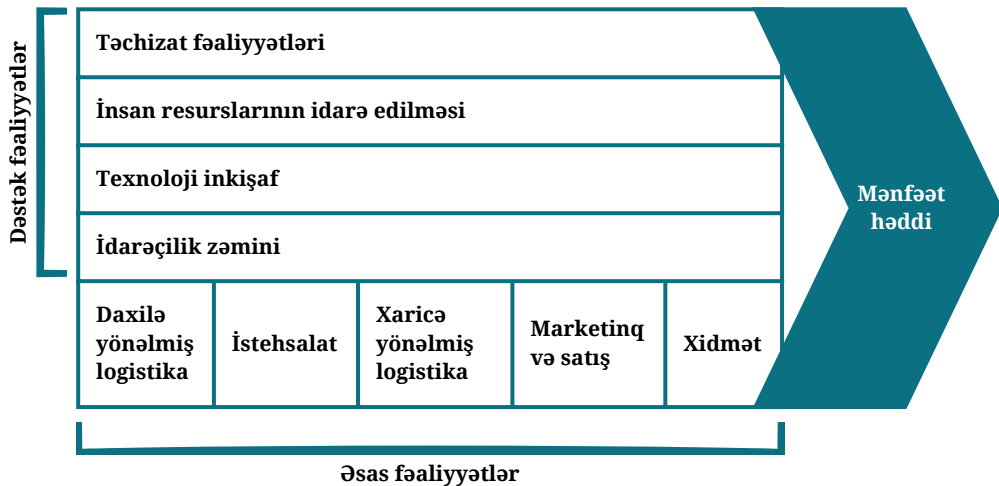 Dəstək fəaliyyətlər
Təchizat fəaliyyətləri
İnsan resurslarının idarə edilməsi
Texnoloji inkişaf
İdarəçilik zəmini
Daxilə
yönəlmiş
logistika
İstehsalat
Xaricə
yönəlmiş
logistika
Marketinq
və satış
Xidmət
Mənfəət
həddi
Əsas fəaliyyətlər